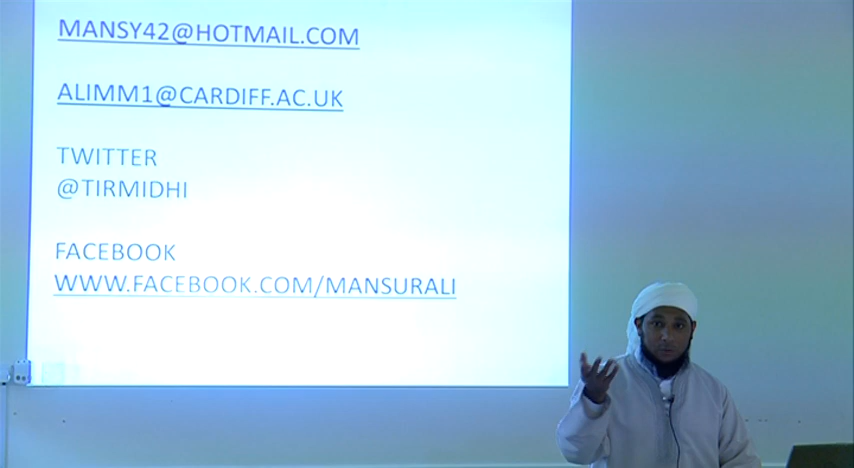 MANSY42@HOTMAIL.COM
ALIMM1@CARDIFF.AC.UK
TWITTER
@TIRMIDHI
FACEBOOK
WWW.FACEBOOK.COM/MANSURALI